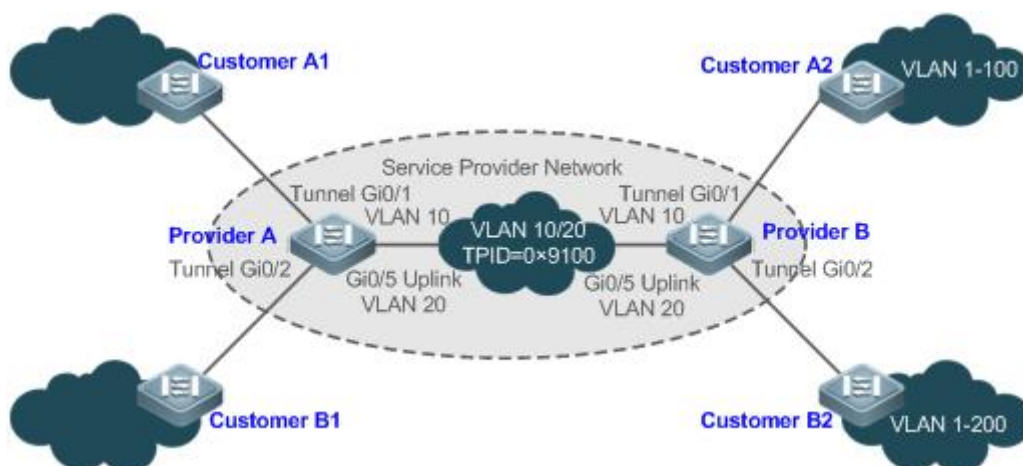 Customer A1
Customer A2
VLAN 1-100
Service Provider Network
Tunnel Gi0/1
VLAN 10
Tunnel Gi0/1
VLAN 10
VLAN 10/20
TPID=0×9100
Provider A
Provider B
Tunnel Gi0/2
Gi0/5 Uplink
VLAN 20
Gi0/5 Uplink
VLAN 20
Tunnel Gi0/2
Customer B1
Customer B2
VLAN 1-200